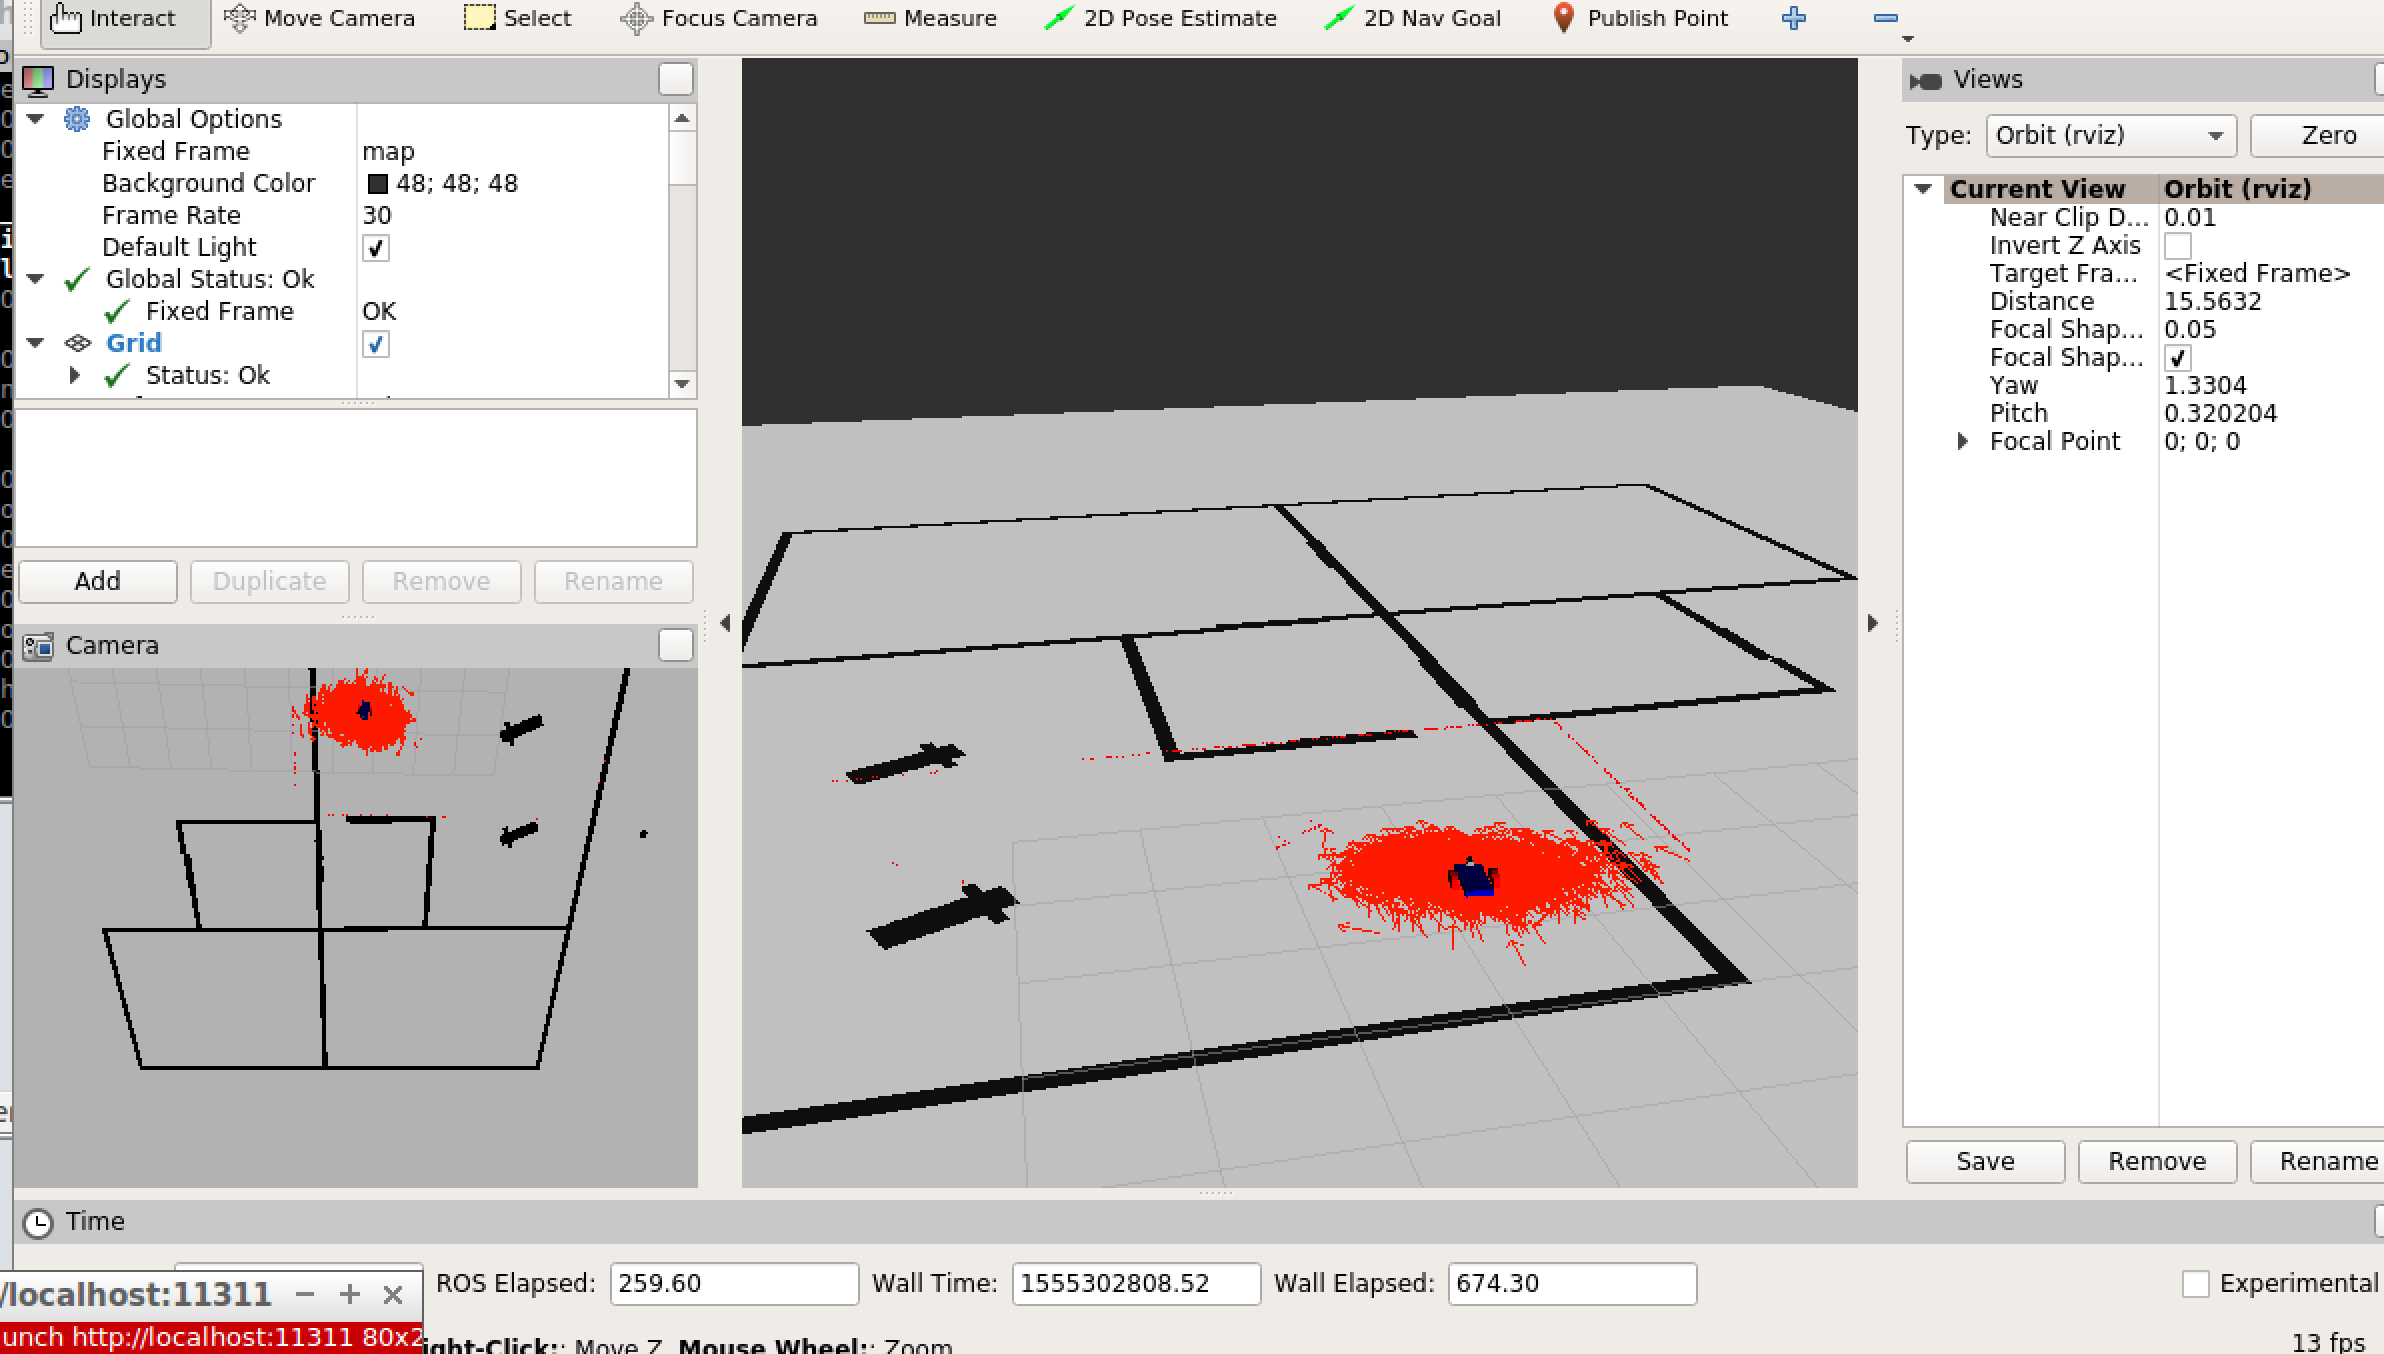 Interact Move Camera Select Focus Camera Measure 2D Pose Estimate 2D Nav Goal Publish Point
Displays
Global Options
Fixed Frame map
Background Color 48; 48; 48
Frame Rate 30
Default Light
Global Status: Ok
Fixed Frame OK
Grid
Status: Ok
Add Duplicate Remove Rename
Camera
Views
Type: Orbit (rviz) Zero
Current View Orbit (rviz)
Near Clip D... 0.01
Invert Z Axis
Target Fra... <Fixed Frame>
Distance 15.5632
Focal Shap... 0.05
Focal Shap...
Yaw 1.3304
Pitch 0.320204
Focal Point 0; 0; 0
Save Remove Rename
Time
ROS Elapsed: 259.60 Wall Time: 1555302808.52 Wall Elapsed: 674.30 Experimental
/localhost:11311
unch http://localhost:11311 80x2
ight-Click:: Move Z. Mouse Wheel:: Zoom
13 fps